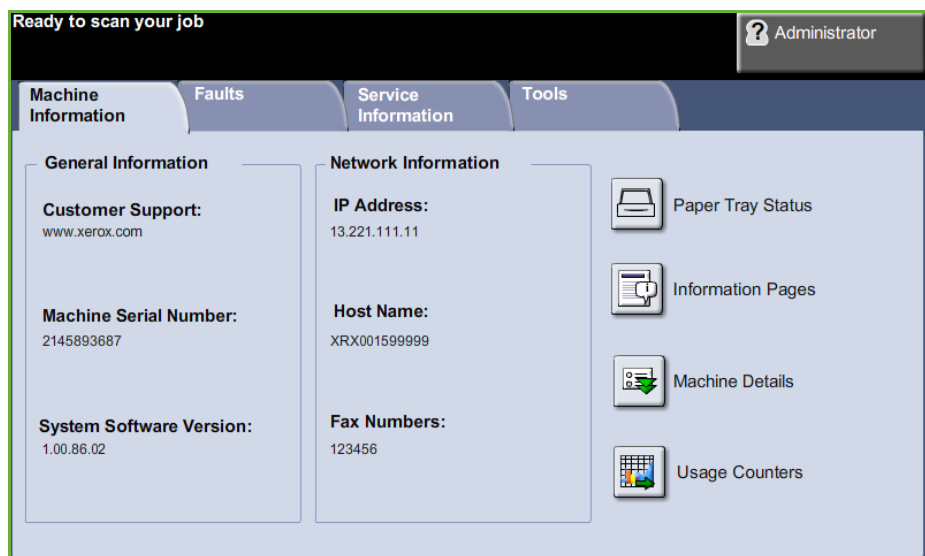 Ready to scan your job
? Administrator
Machine
Information
Faults
Service
Information
Tools
General Information
Customer Support:
www.xerox.com
Machine Serial Number:
2145893687
System Software Version:
1.00.86.02
Network Information
IP Address:
13.221.111.11
Host Name:
XRX001599999
Fax Numbers:
123456
Paper Tray Status
Information Pages
Machine Details
Usage Counters